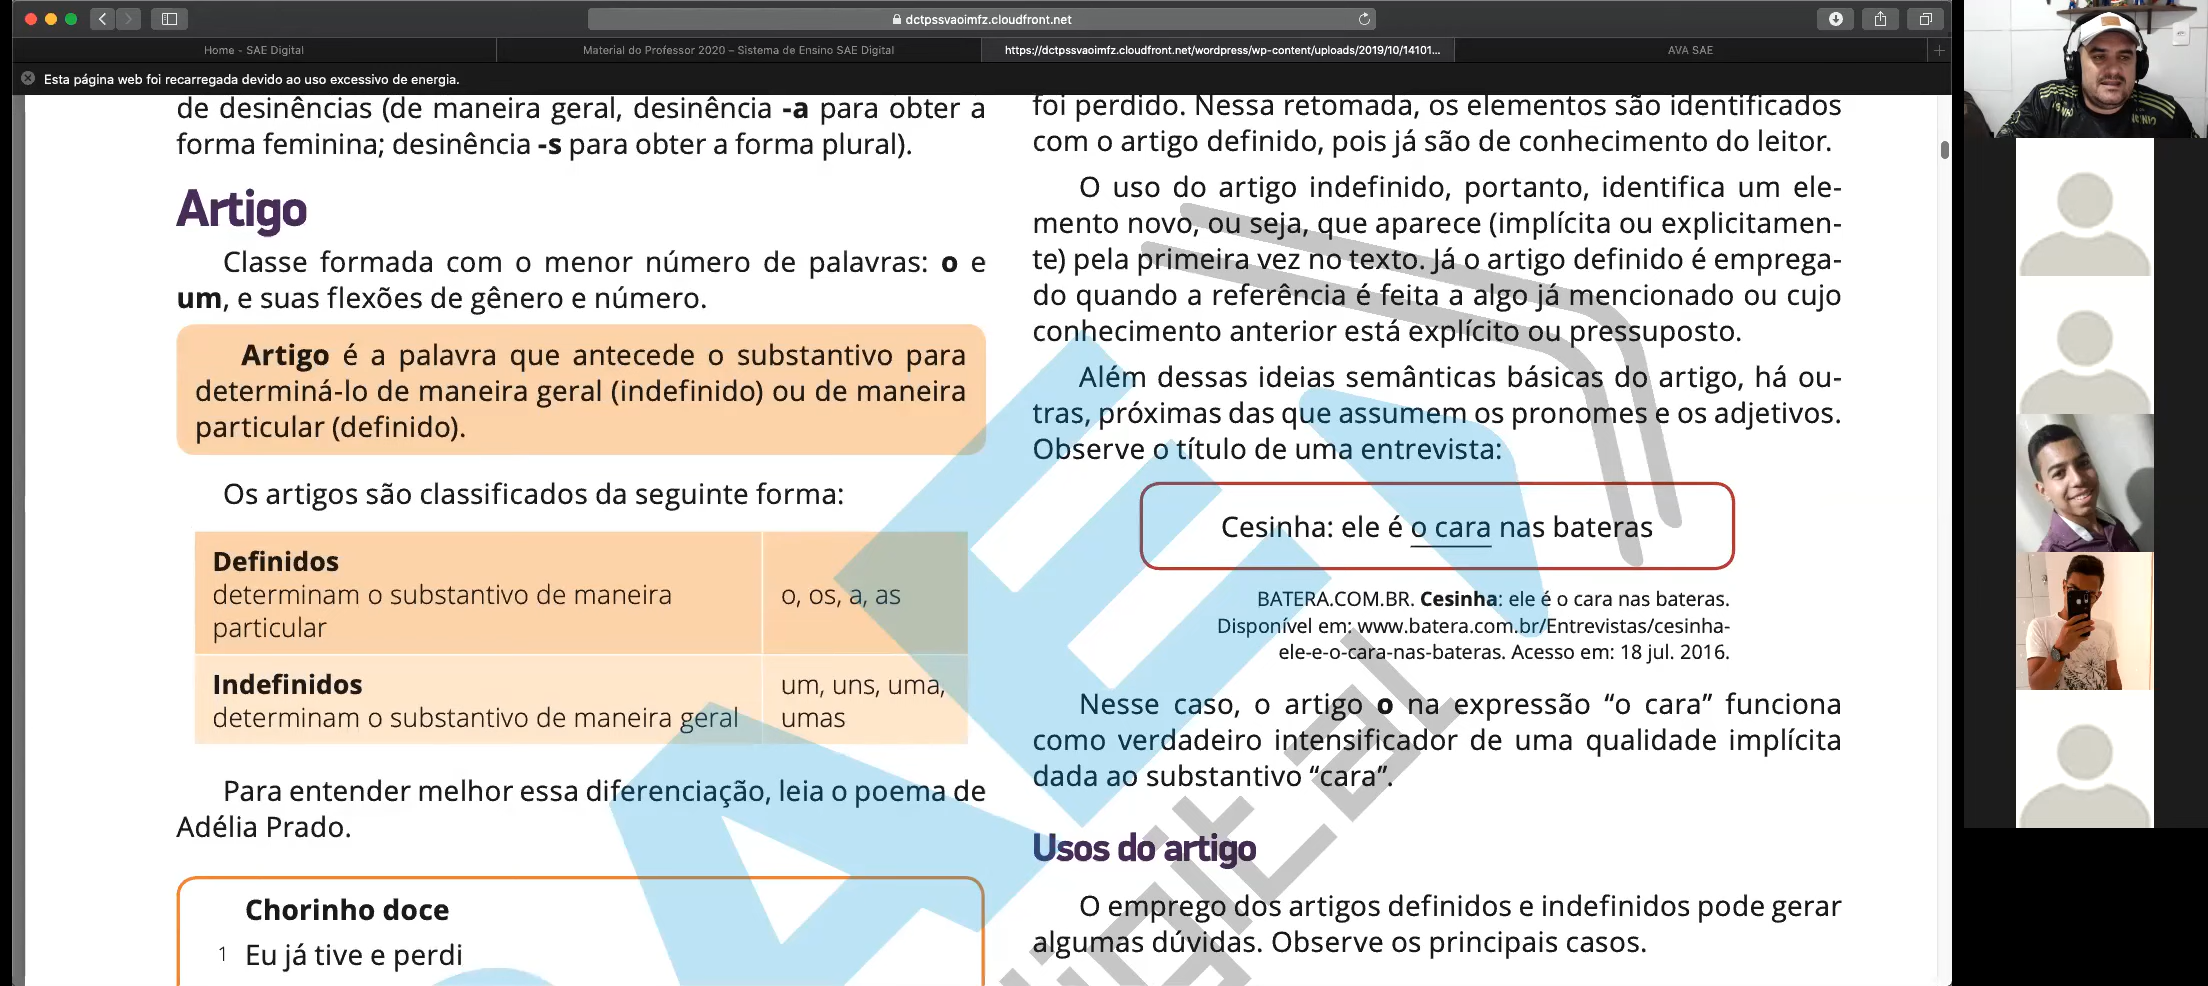 dctpssvaoimfz.cloudfront.net
Home - SAE Digital
Material do Professor 2020 – Sistema de Ensino SAE Digital
https://dctpssvaoimfz.cloudfront.net/wordpress/wp-content/uploads/2019/10/14101...
AVA SAE
Esta página web foi recarregada devido ao uso excessivo de energia.
de desinências (de maneira geral, desinência -a para obter a
forma feminina; desinência -s para obter a forma plural).
Artigo
Classe formada com o menor número de palavras: o e
um, e suas flexões de gênero e número.
Artigo é a palavra que antecede o substantivo para
determiná-lo de maneira geral (indefinido) ou de maneira
particular (definido).
Os artigos são classificados da seguinte forma:
Definidos
determinam o substantivo de maneira
particular
o, os, a, as
Indefinidos
determinam o substantivo de maneira geral
um, uns, uma,
umas
Para entender melhor essa diferenciação, leia o poema de
Adélia Prado.
Chorinho doce
1 Eu já tive e perdi
foi perdido. Nessa retomada, os elementos são identificados
com o artigo definido, pois já são de conhecimento do leitor.
O uso do artigo indefinido, portanto, identifica um ele-
mento novo, ou seja, que aparece (implícita ou explicitamen-
te) pela primeira vez no texto. Já o artigo definido é emprega-
do quando a referência é feita a algo já mencionado ou cujo
conhecimento anterior está explícito ou pressuposto.
Além dessas ideias semânticas básicas do artigo, há ou-
tras, próximas das que assumem os pronomes e os adjetivos.
Observe o título de uma entrevista:
Cesinha: ele é o cara nas bateras
BATERA.COM.BR. Cesinha: ele é o cara nas bateras.
Disponível em: www.batera.com.br/Entrevistas/cesinha-
ele-e-o-cara-nas-bateras. Acesso em: 18 jul. 2016.
Nesse caso, o artigo o na expressão “o cara” funciona
como verdadeiro intensificador de uma qualidade implícita
dada ao substantivo “cara”.
Usos do artigo
O emprego dos artigos definidos e indefinidos pode gerar
algumas dúvidas. Observe os principais casos.
digital